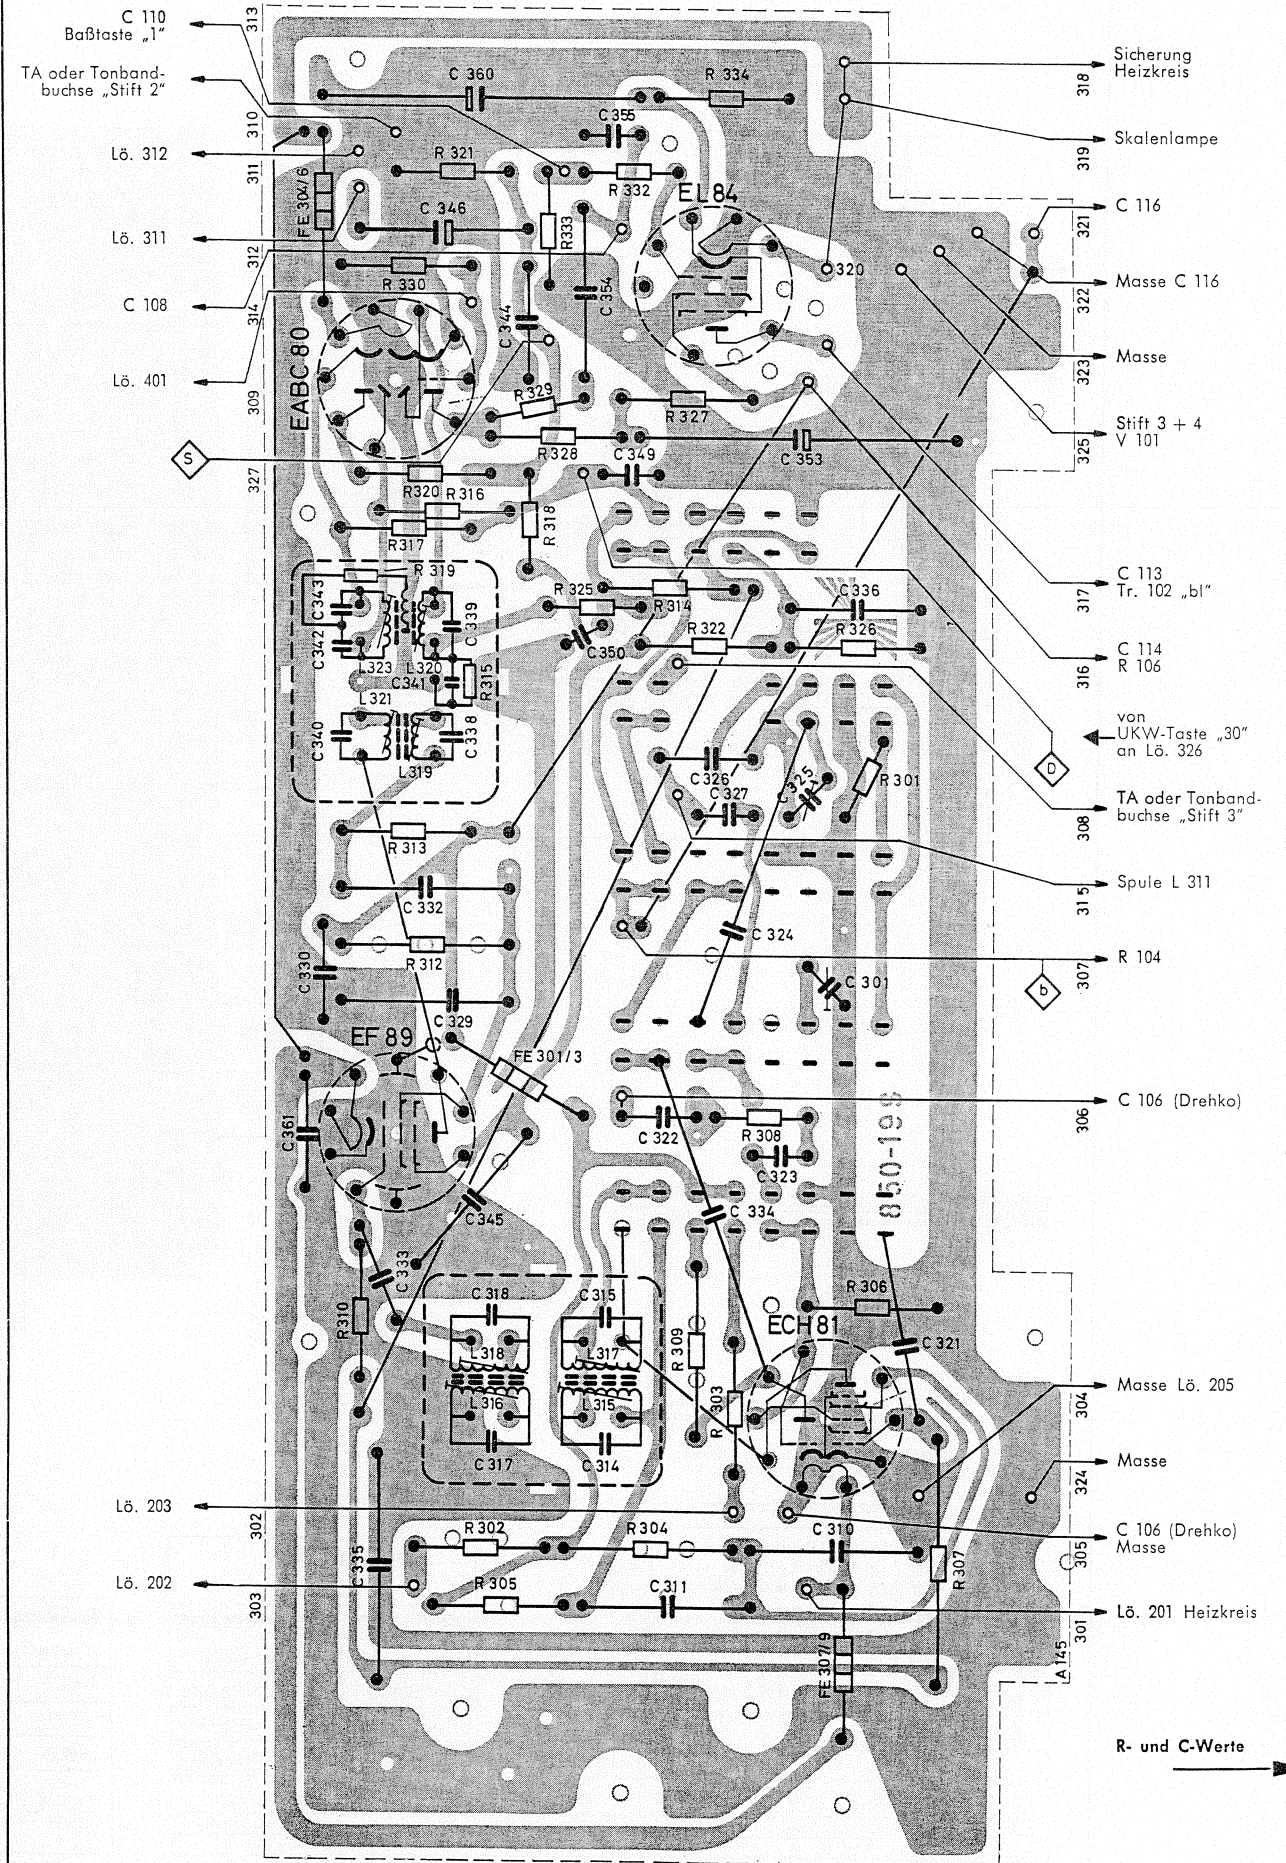 C 110
Baßtaste „1"
TA oder Tonband-
buchse „Stift 2"
Lö. 312
Lö. 311
C 108
Lö. 401
S
313
310
311
312
314
309
327
C 360
R 334
C 355
R 321
R 332
FE 304/6
EL 84
C 346
R 333
R 330
C 354
C 344
320
EABC 80
R 329
R 327
R 328
C 349
C 353
R 320
R 316
R 318
R 317
Sicherung
Heizkreis
318
Skalenlampe
319
C 116
321
Masse C 116
322
Masse
323
Stift 3 + 4
V 101
325
C 113
Tr. 102 „bl"
317
C 114
R 106
316
von
UKW-Taste „30"
an Lö. 326
D
TA oder Tonband-
buchse „Stift 3"
308
Spule L 311
315
R 104
307
b
R 319
C 343
C 339
C 342
L 323
L 320
C 341
R 315
L 321
C 340
C 338
L 319
R 325
R 314
C 336
C 350
R 322
R 326
C 326
C 327
C 325
R 301
R 313
C 332
C 324
R 312
C 330
C 301
C 329
EF 89
FE 301/3
C 361
C 322
R 308
C 323
850-199
C 106 (Drehko)
306
C 345
C 334
C 333
R 310
C 318
C 315
R 306
L 318
L 317
R 309
ECH 81
C 321
L 316
L 315
R 303
C 317
C 314
Masse Lö. 205
304
Masse
324
Lö. 203
302
R 302
R 304
C 310
C 106 (Drehko)
Masse
305
C 335
R 307
Lö. 202
303
R 305
C 311
Lö. 201 Heizkreis
301
FE 307/9
A 145
R- und C-Werte